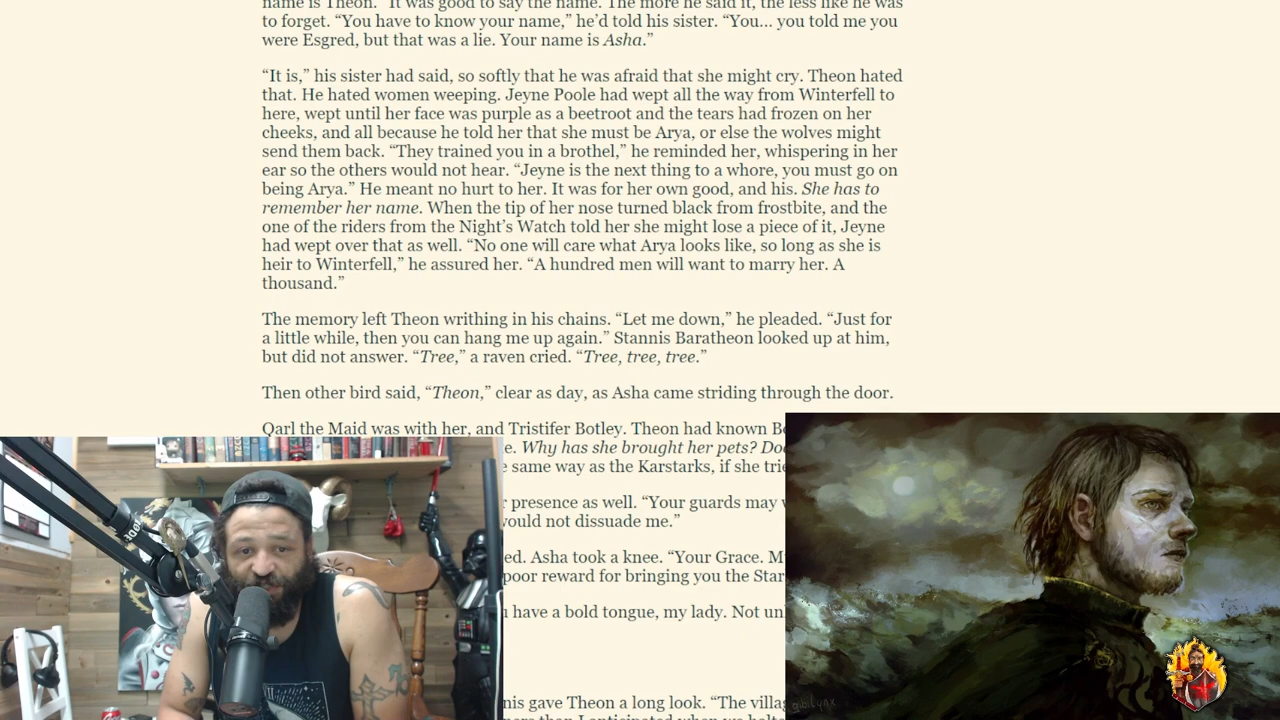 name is Theon.” It was good to say the name. The more he said it, the less like he was
to forget. “You have to know your name,” he’d told his sister. “You… you told me you
were Esgred, but that was a lie. Your name is Asha.”
“It is,” his sister had said, so softly that he was afraid that she might cry. Theon hated
that. He hated women weeping. Jeyne Poole had wept all the way from Winterfell to
here, wept until her face was purple as a beetroot and the tears had frozen on her
cheeks, and all because he told her that she must be Arya, or else the wolves might
send them back. “They trained you in a brothel,” he reminded her, whispering in her
ear so the others would not hear. “Jeyne is the next thing to a whore, you must go on
being Arya.” He meant no hurt to her. It was for her own good, and his. She has to
remember her name. When the tip of her nose turned black from frostbite, and the
one of the riders from the Night’s Watch told her she might lose a piece of it, Jeyne
had wept over that as well. “No one will care what Arya looks like, so long as she is
heir to Winterfell,” he assured her. “A hundred men will want to marry her. A
thousand.”
The memory left Theon writhing in his chains. “Let me down,” he pleaded. “Just for
a little while, then you can hang me up again.” Stannis Baratheon looked up at him,
but did not answer. “Tree,” a raven cried. “Tree, tree, tree.”
Then other bird said, “Theon,” clear as day, as Asha came striding through the door.
Qarl the Maid was with her, and Tristifer Botley. Theon had known
e. Why has she brought her pets?
same way as the Karstarks, if she
presence as well. “Your guards may
would not dissuade me.”
ed. Asha took a knee. “Your Grace.
poor reward for bringing you the
have a bold tongue, my lady. Not
nis gave Theon a long look. “The
RØDE